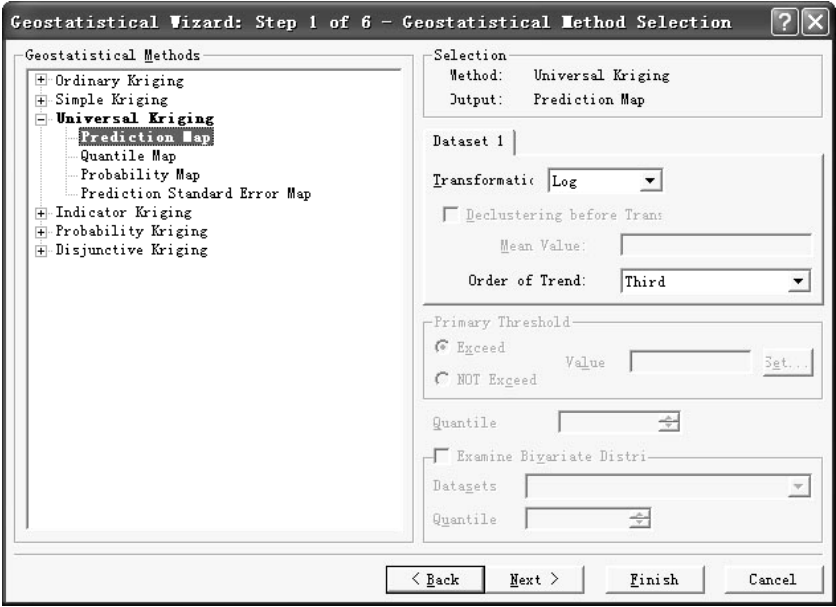 Geostatistical Wizard: Step 1 of 6 - Geostatistical Method Selection
Geostatistical Methods
Ordinary Kriging
Simple Kriging
Universal Kriging
Prediction Map
Quantile Map
Probability Map
Prediction Standard Error Map
Indicator Kriging
Probability Kriging
Disjunctive Kriging
Selection
Method: Universal Kriging
Output: Prediction Map
Dataset 1
Transformatic Log
Declustering before Trans
Mean Value:
Order of Trend: Third
Primary Threshold
Exceed
NOT Exceed
Value
Set...
Quantile
Examine Bivariate Distri
Datasets
Quantile
< Back
Next >
Finish
Cancel